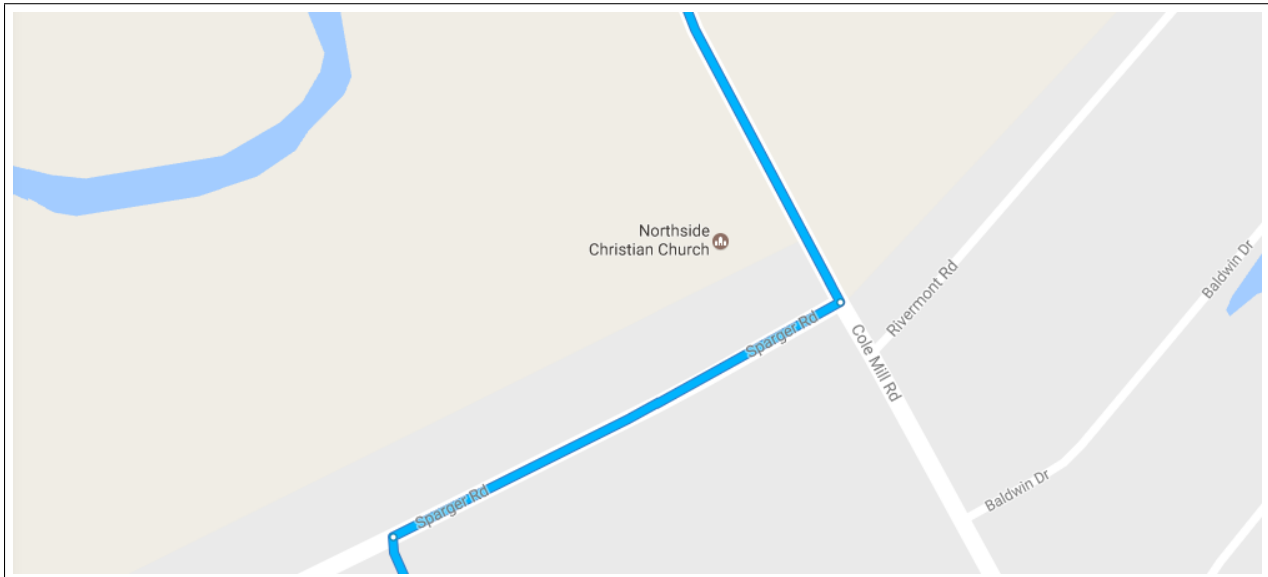 Northside
Christian Church
Rivermont Rd
Baldwin Dr
Sparger Rd
Cole Mill Rd
Sparger Rd
Baldwin Dr